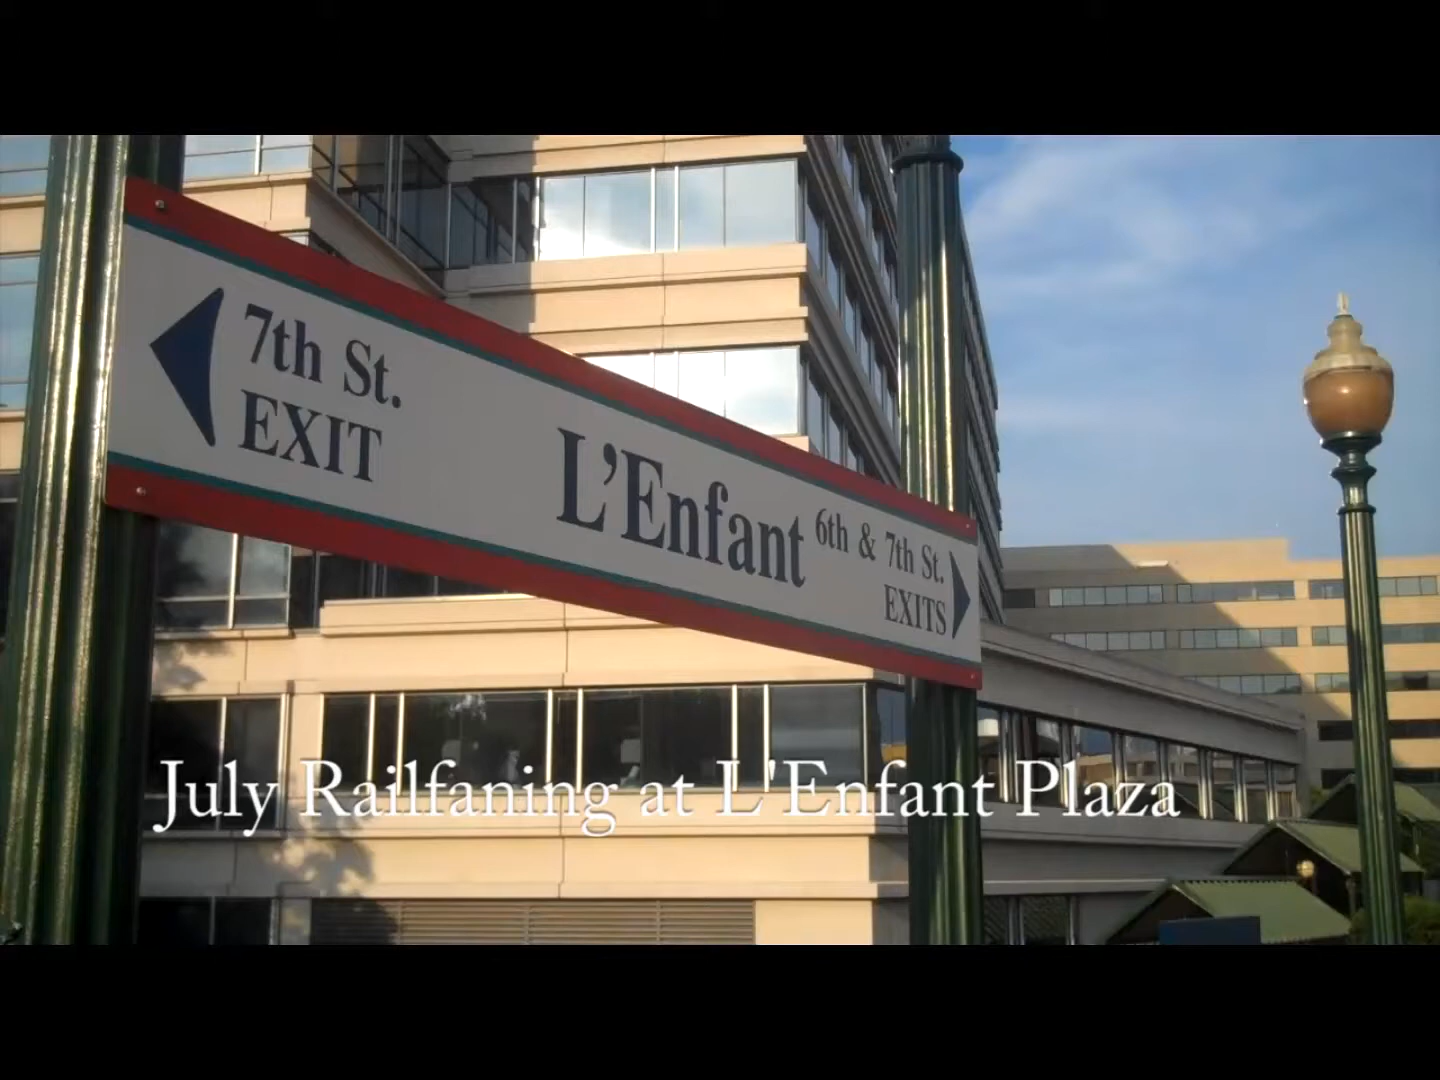 7th St.
EXIT
L'Enfant
6th & 7th St.
EXITS
July Railfaning at L'Enfant Plaza